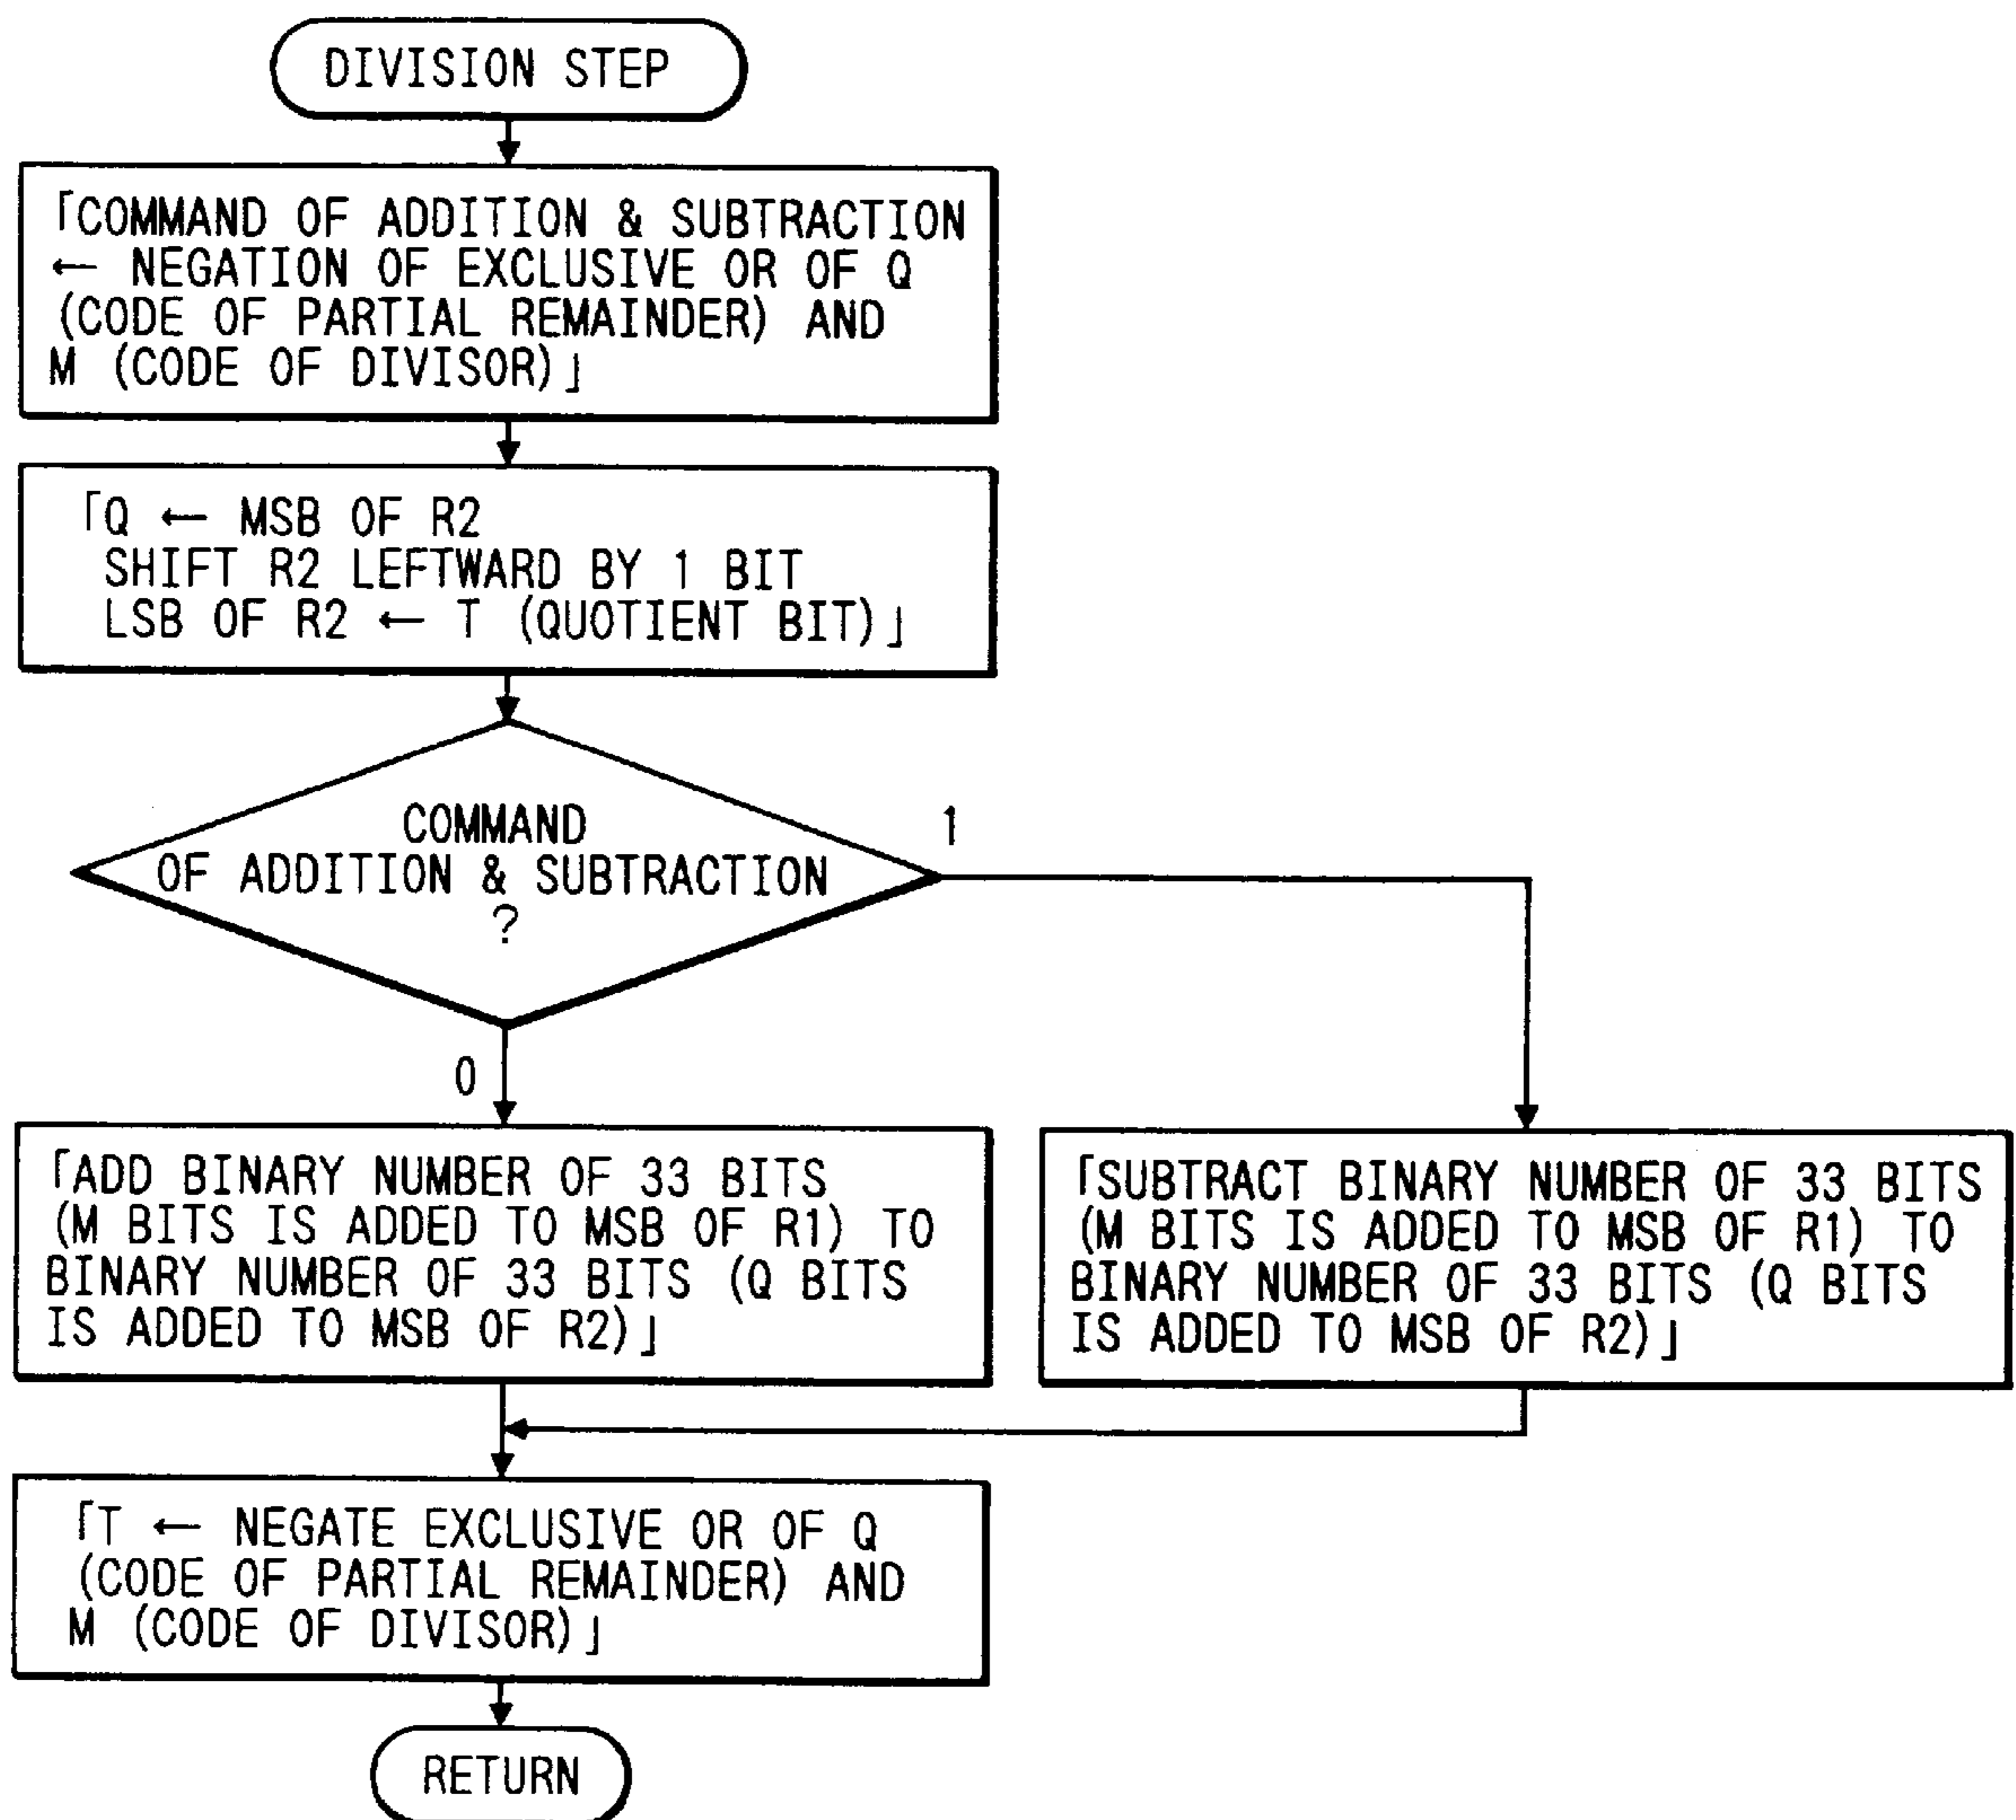 DIVISION STEP
「COMMAND OF ADDITION & SUBTRACTION
← NEGATION OF EXCLUSIVE OR OF Q
(CODE OF PARTIAL REMAINDER) AND
M (CODE OF DIVISOR)」
「Q ← MSB OF R2
SHIFT R2 LEFTWARD BY 1 BIT
LSB OF R2 ← T (QUOTIENT BIT)」
COMMAND
OF ADDITION & SUBTRACTION
?
1
0
「ADD BINARY NUMBER OF 33 BITS
(M BITS IS ADDED TO MSB OF R1) TO
BINARY NUMBER OF 33 BITS (Q BITS
IS ADDED TO MSB OF R2)」
「SUBTRACT BINARY NUMBER OF 33 BITS
(M BITS IS ADDED TO MSB OF R1) TO
BINARY NUMBER OF 33 BITS (Q BITS
IS ADDED TO MSB OF R2)」
「T ← NEGATE EXCLUSIVE OR OF Q
(CODE OF PARTIAL REMAINDER) AND
M (CODE OF DIVISOR)」
RETURN